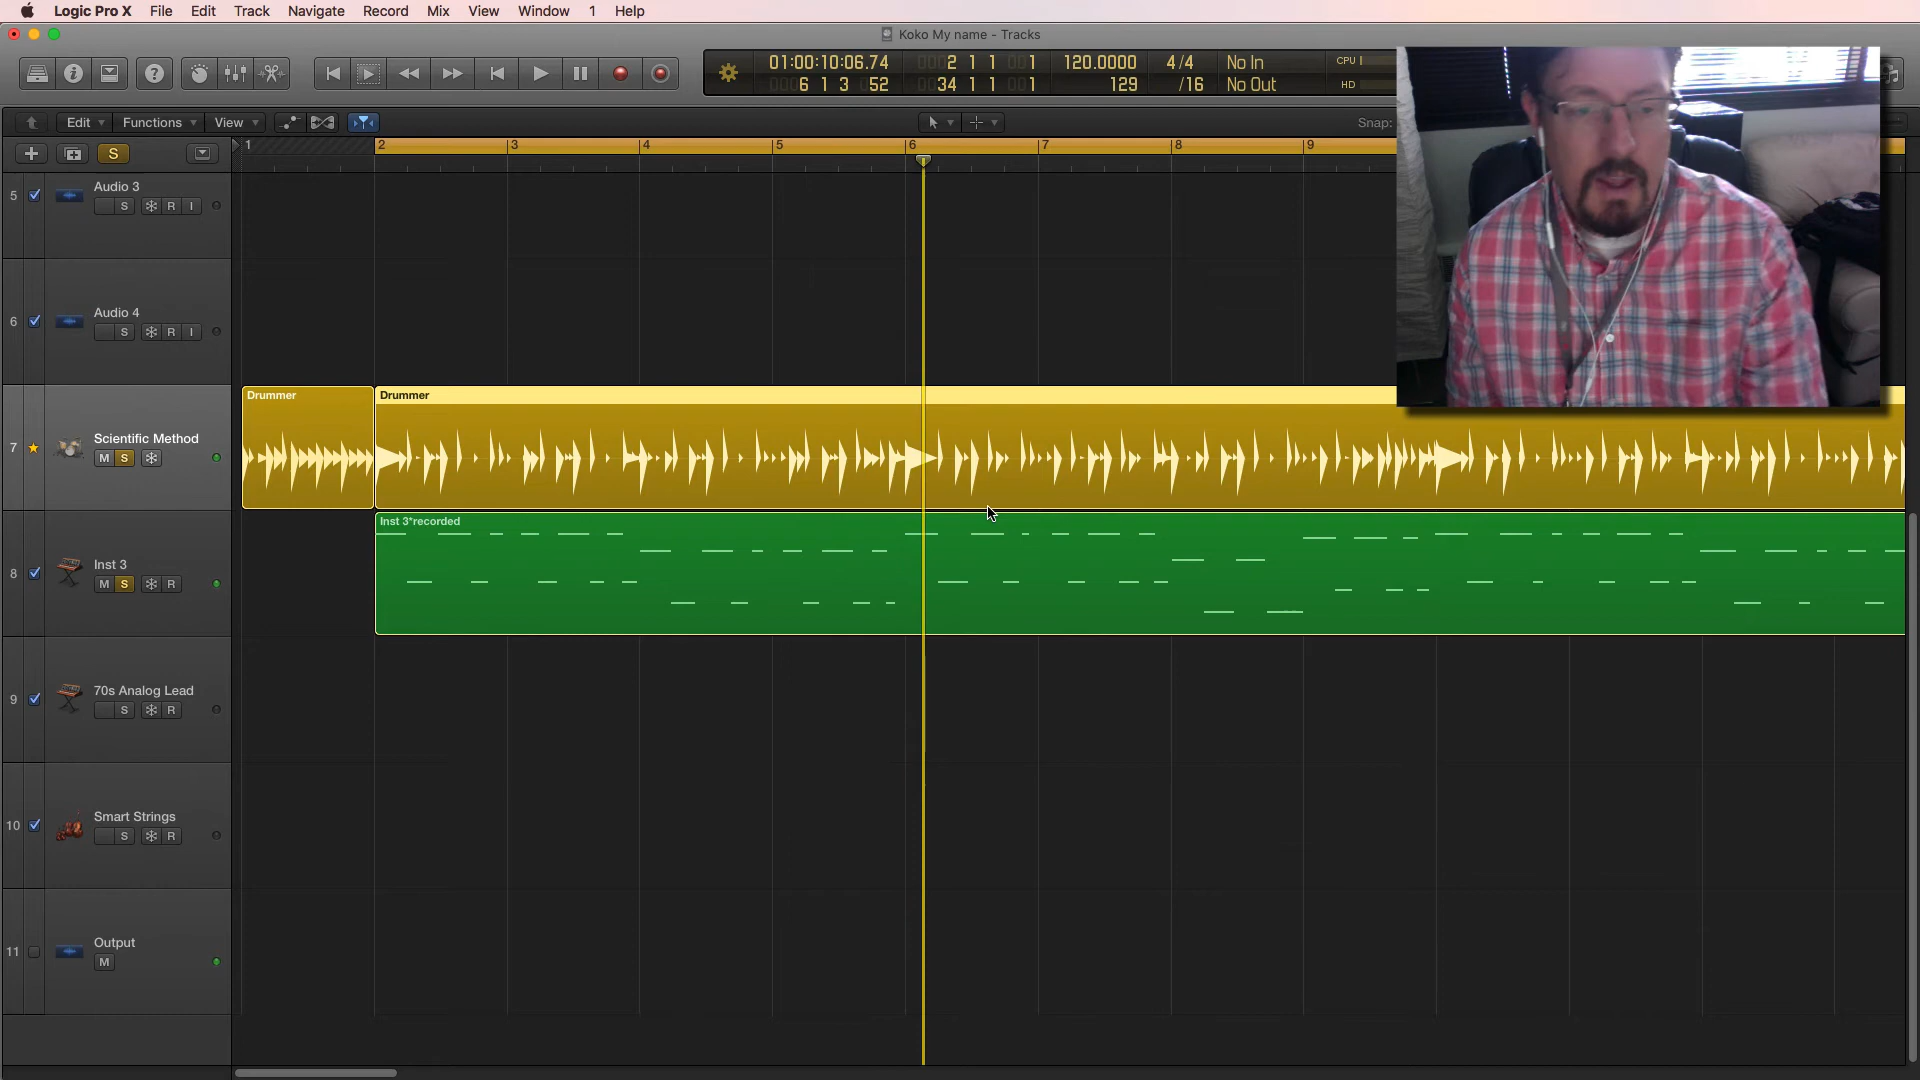 Logic Pro X File Edit Track Navigate Record Mix View Window 1 Help
Koko My name - Tracks
01:00:10:06.74 2 1 1 1 120.0000 4/4 No In CPU
6 1 3 52 34 1 1 1 129 /16 No Out HD
Edit Functions View Snap:
S
1 2 3 4 5 6 7 8 9
5 Audio 3
S R I
6 Audio 4
S R I
Drummer Drummer
7 Scientific Method
M S
Inst 3*recorded
8 Inst 3
M S R
9 70s Analog Lead
S R
10 Smart Strings
S R
11 Output
M